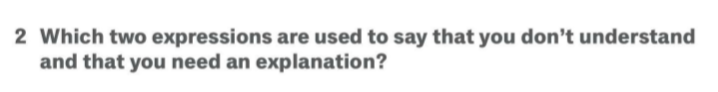 2 Which two expressions are used to say that you don't understand
and that you need an explanation?